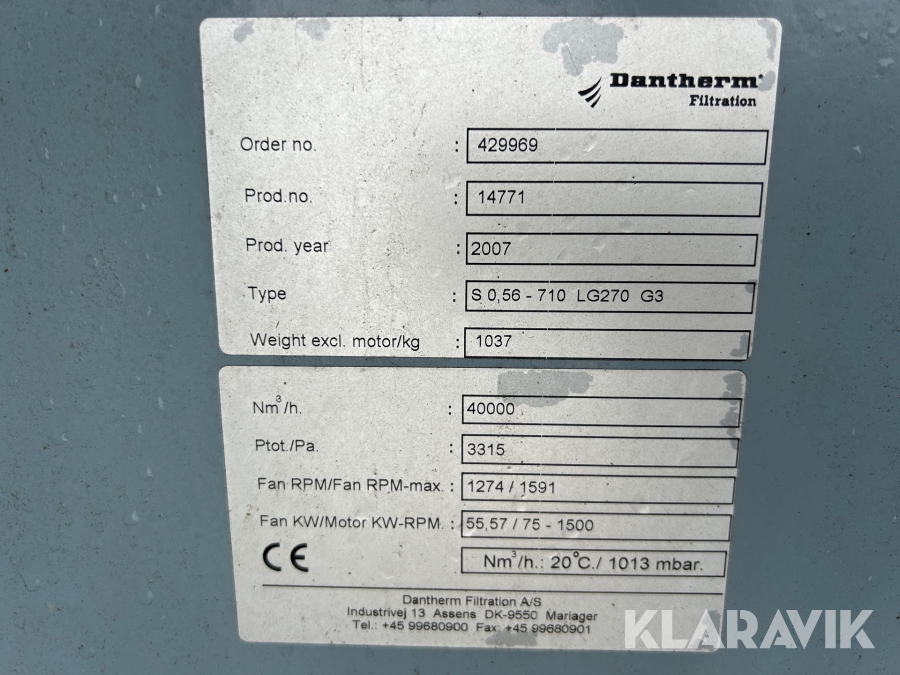 Dantherm®
Filtration
Order no. : 429969
Prod.no. : 14771
Prod. year : 2007
Type : S 0,56 - 710 LG270 G3
Weight excl. motor/kg : 1037
Nm³/h. : 40000
Ptot./Pa. : 3315
Fan RPM/Fan RPM-max. : 1274 / 1591
Fan KW/Motor KW-RPM. : 55,57 / 75 - 1500
CE Nm³/h.: 20°C./ 1013 mbar.
Dantherm Filtration A/S
Industrivej 13 Assens DK-9550 Mariager
Tel.: +45 99680900 Fax: +45 99680901
KLARAVIK